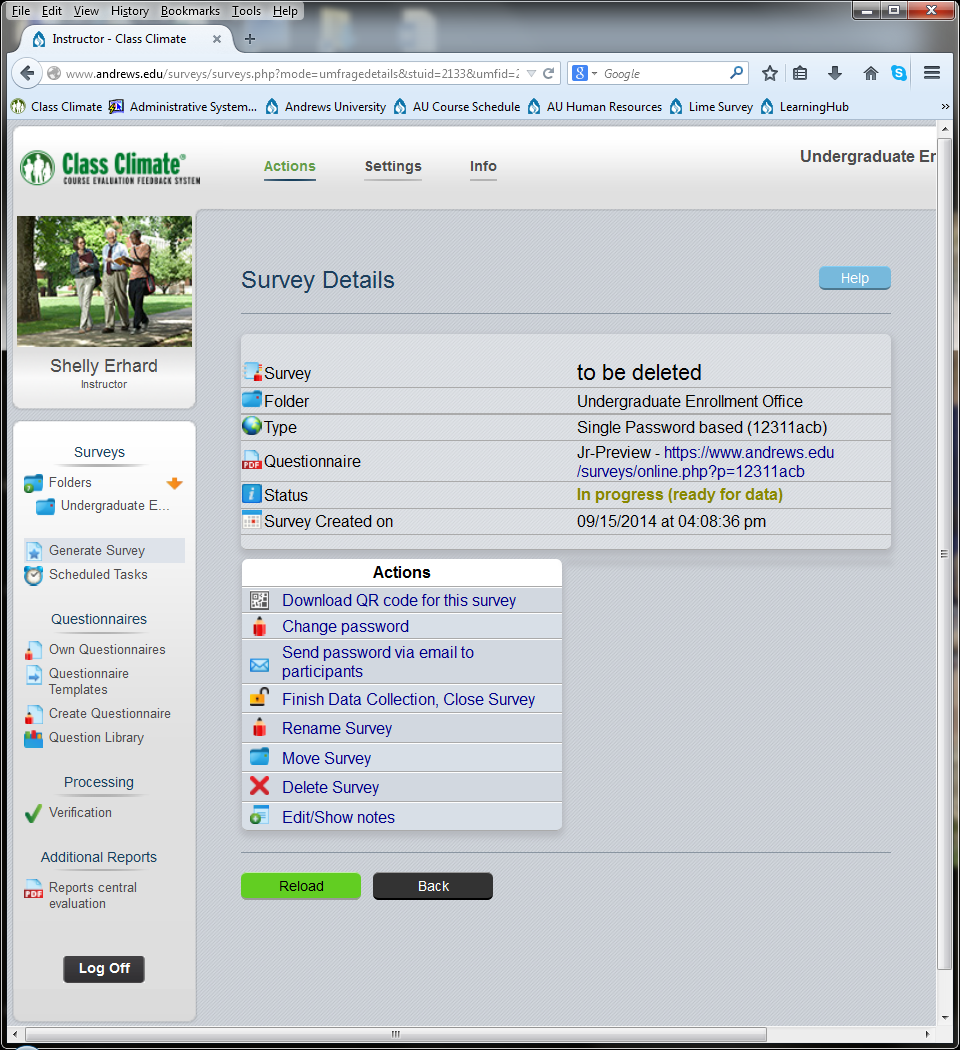 File Edit View History Bookmarks Tools Help
Instructor - Class Climate
www.andrews.edu/surveys/surveys.php?mode=umfragedetails&stuid=2133&umfid=2
Google
Class Climate Administrative System... Andrews University AU Course Schedule AU Human Resources Lime Survey LearningHub »
Class Climate®
COURSE EVALUATION FEEDBACK SYSTEM
Actions Settings Info
Undergraduate Er
Shelly Erhard
Instructor
Surveys
Folders
Undergraduate E...
Generate Survey
Scheduled Tasks
Questionnaires
Own Questionnaires
Questionnaire
Templates
Create Questionnaire
Question Library
Processing
Verification
Additional Reports
PDF
Reports central
evaluation
Log Off
Survey Details
Help
Survey to be deleted
Folder Undergraduate Enrollment Office
Type Single Password based (12311acb)
PDF Questionnaire Jr-Preview - https://www.andrews.edu
/surveys/online.php?p=12311acb
Status In progress (ready for data)
Survey Created on 09/15/2014 at 04:08:36 pm
Actions
Download QR code for this survey
Change password
Send password via email to
participants
Finish Data Collection, Close Survey
Rename Survey
Move Survey
Delete Survey
Edit/Show notes
Reload Back